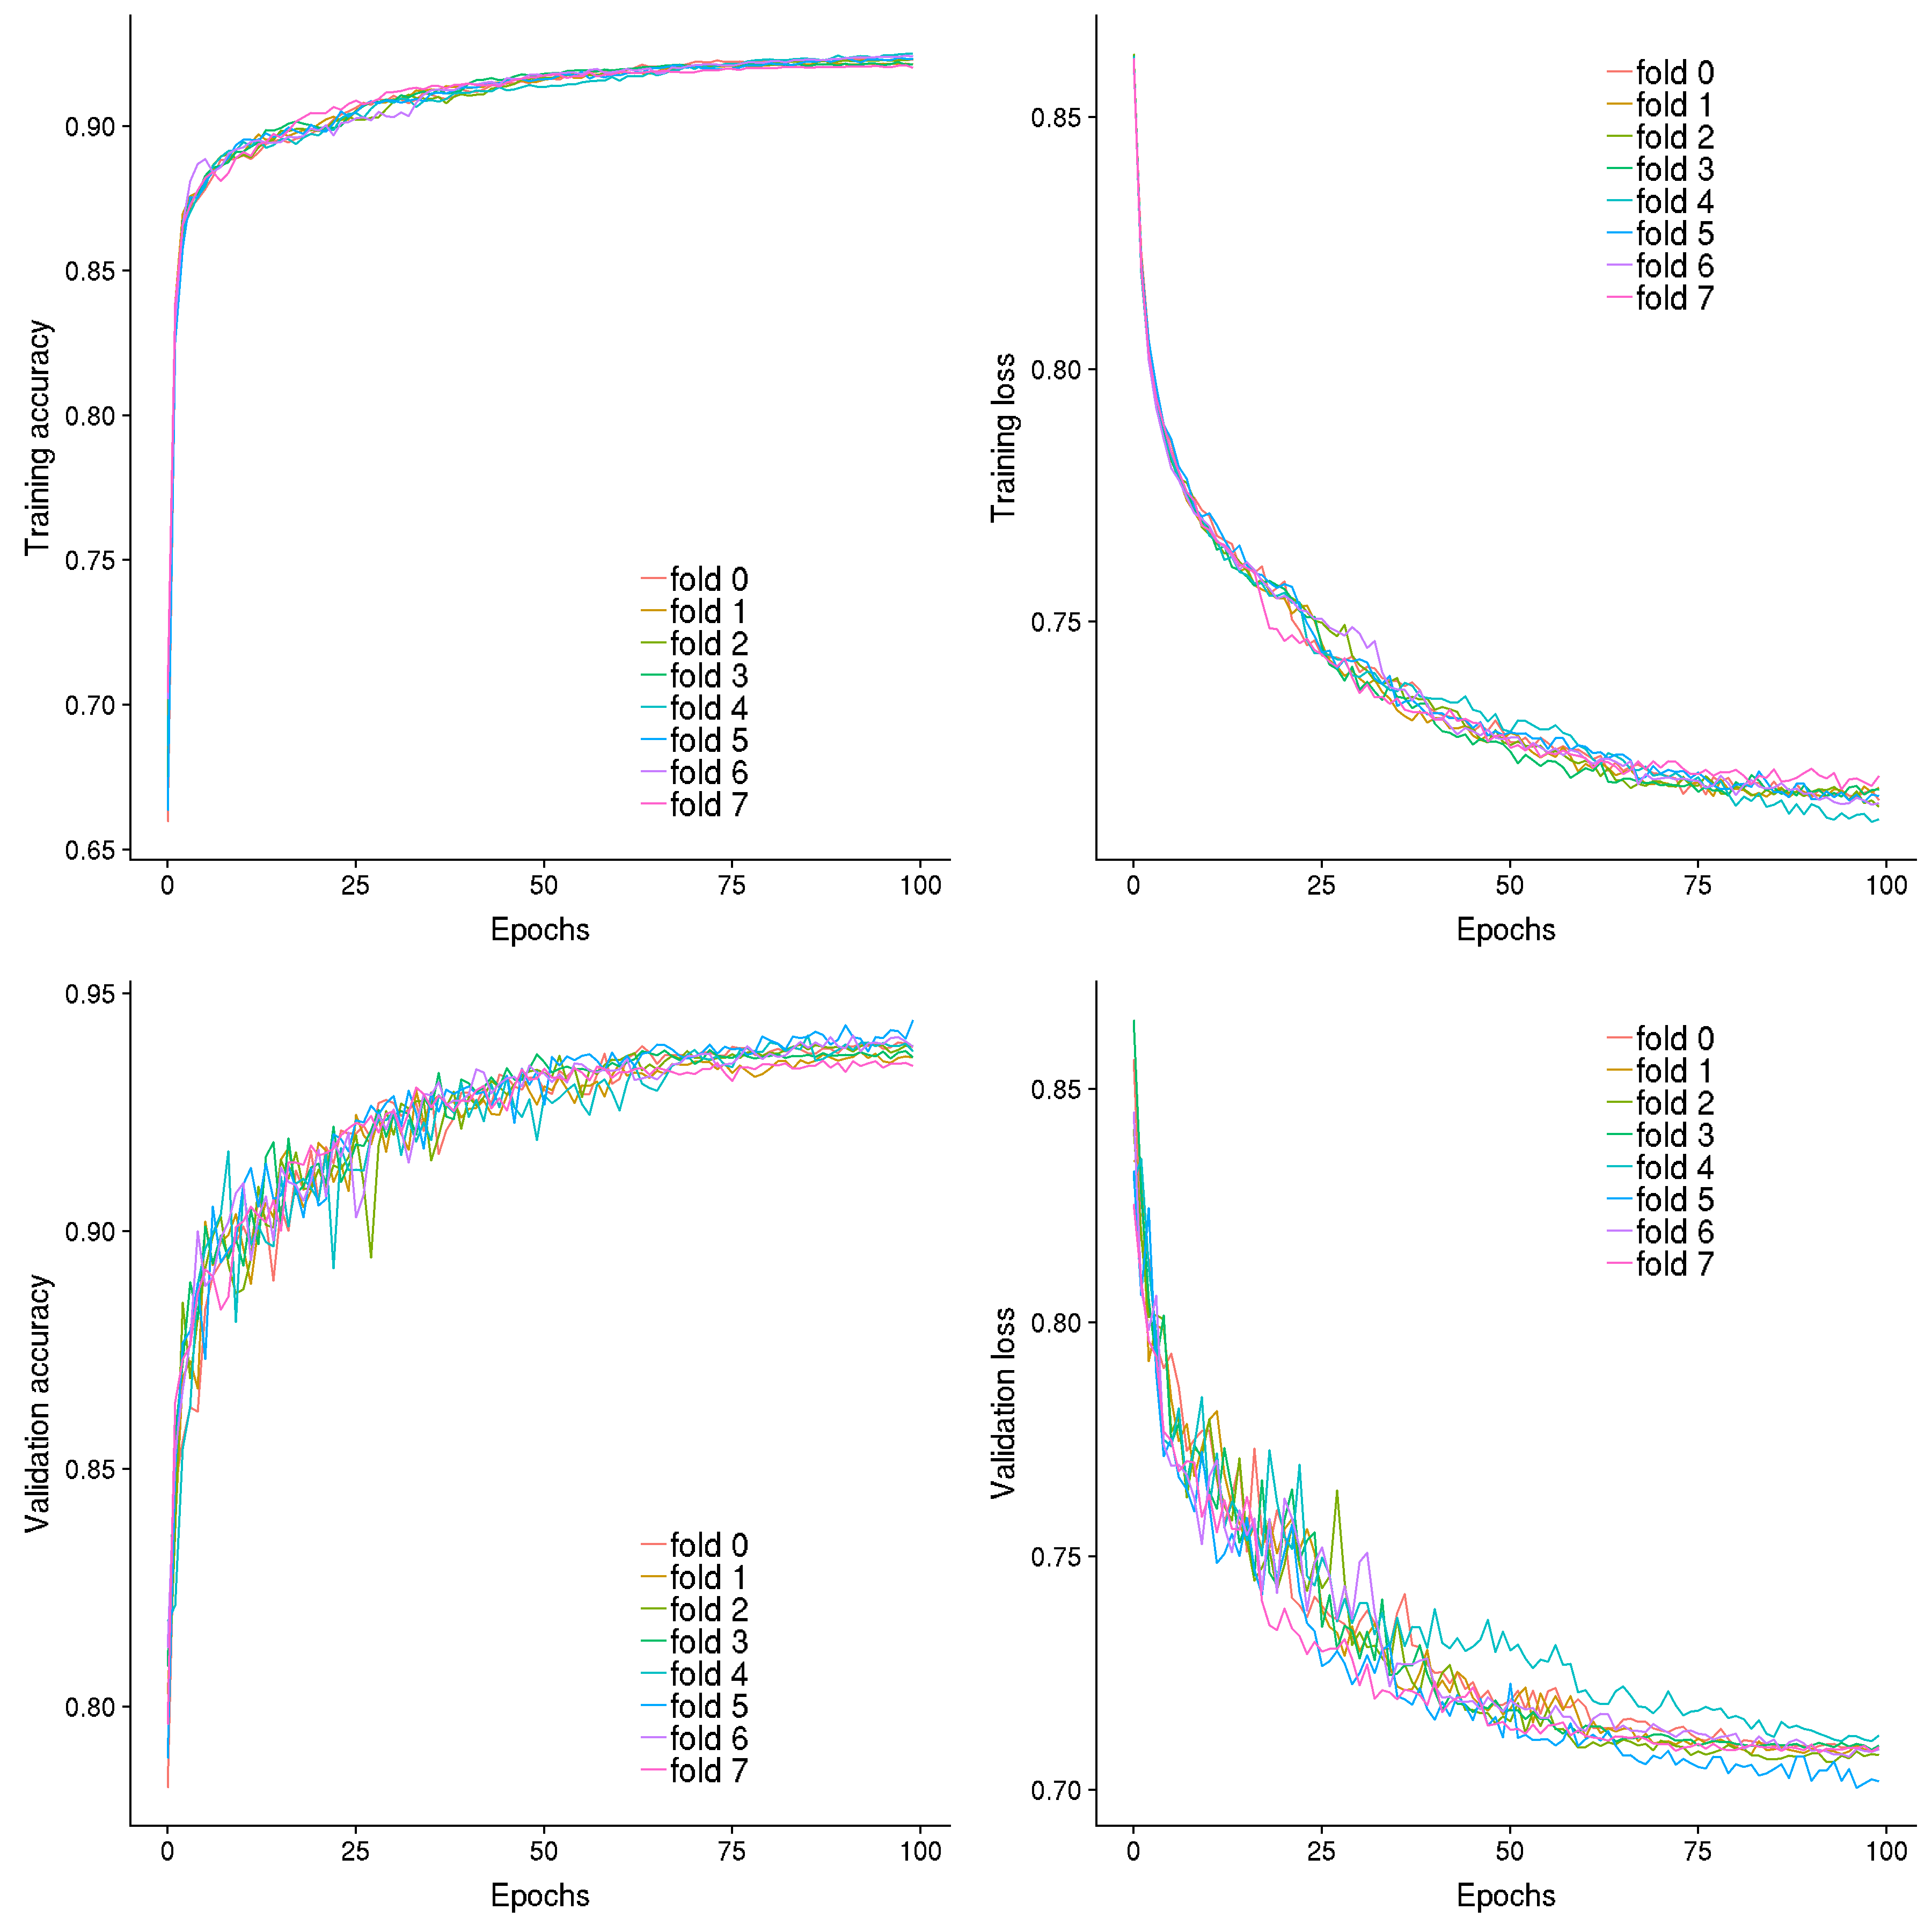 Training accuracy
0.90
0.85
0.80
0.75
0.70
0.65
0 25 50 75 100
Epochs
fold 0
fold 1
fold 2
fold 3
fold 4
fold 5
fold 6
fold 7
Training loss
0.85
0.80
0.75
0 25 50 75 100
Epochs
fold 0
fold 1
fold 2
fold 3
fold 4
fold 5
fold 6
fold 7
Validation accuracy
0.95
0.90
0.85
0.80
0 25 50 75 100
Epochs
fold 0
fold 1
fold 2
fold 3
fold 4
fold 5
fold 6
fold 7
Validation loss
0.85
0.80
0.75
0.70
0 25 50 75 100
Epochs
fold 0
fold 1
fold 2
fold 3
fold 4
fold 5
fold 6
fold 7